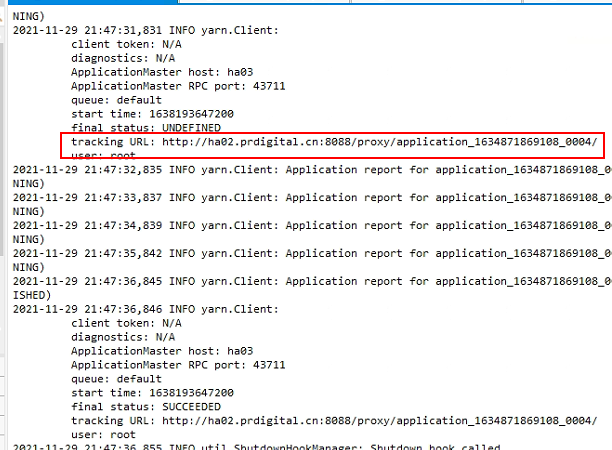 NING)
2021-11-29 21:47:31,831 INFO yarn.Client:
client token: N/A
diagnostics: N/A
ApplicationMaster host: ha03
ApplicationMaster RPC port: 43711
queue: default
start time: 1638193647200
final status: UNDEFINED
tracking URL: http://ha02.prdigital.cn:8088/proxy/application_1634871869108_0004/
user: root
2021-11-29 21:47:32,835 INFO yarn.Client: Application report for application_1634871869108_0
NING)
2021-11-29 21:47:33,837 INFO yarn.Client: Application report for application_1634871869108_0
NING)
2021-11-29 21:47:34,839 INFO yarn.Client: Application report for application_1634871869108_0
NING)
2021-11-29 21:47:35,842 INFO yarn.Client: Application report for application_1634871869108_0
NING)
2021-11-29 21:47:36,845 INFO yarn.Client: Application report for application_1634871869108_0
ISHED)
2021-11-29 21:47:36,846 INFO yarn.Client:
client token: N/A
diagnostics: N/A
ApplicationMaster host: ha03
ApplicationMaster RPC port: 43711
queue: default
start time: 1638193647200
final status: SUCCEEDED
tracking URL: http://ha02.prdigital.cn:8088/proxy/application_1634871869108_0004/
user: root
2021-11-29 21:47:36,855 INFO util.ShutdownHookManager: Shutdown hook called